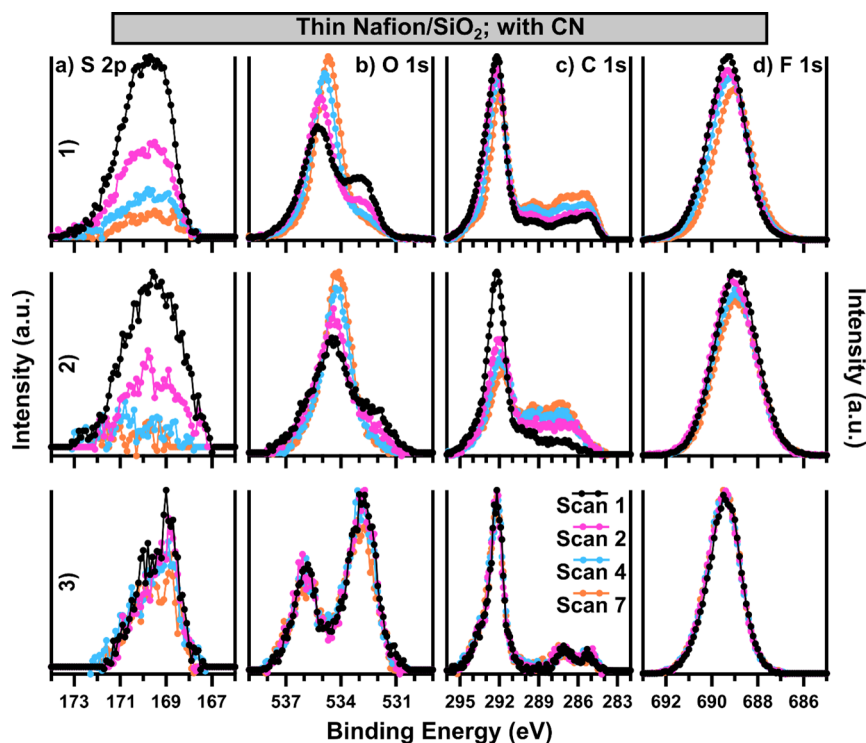 Thin Nafion/SiO₂; with CN
a) S 2p
b) O 1s
c) C 1s
d) F 1s
1)
2)
3)
Intensity (a.u.)
Intensity (a.u.)
Scan 1
Scan 2
Scan 4
Scan 7
173 171 169 167
537 534 531
295 292 289 286 283
692 690 688 686
Binding Energy (eV)